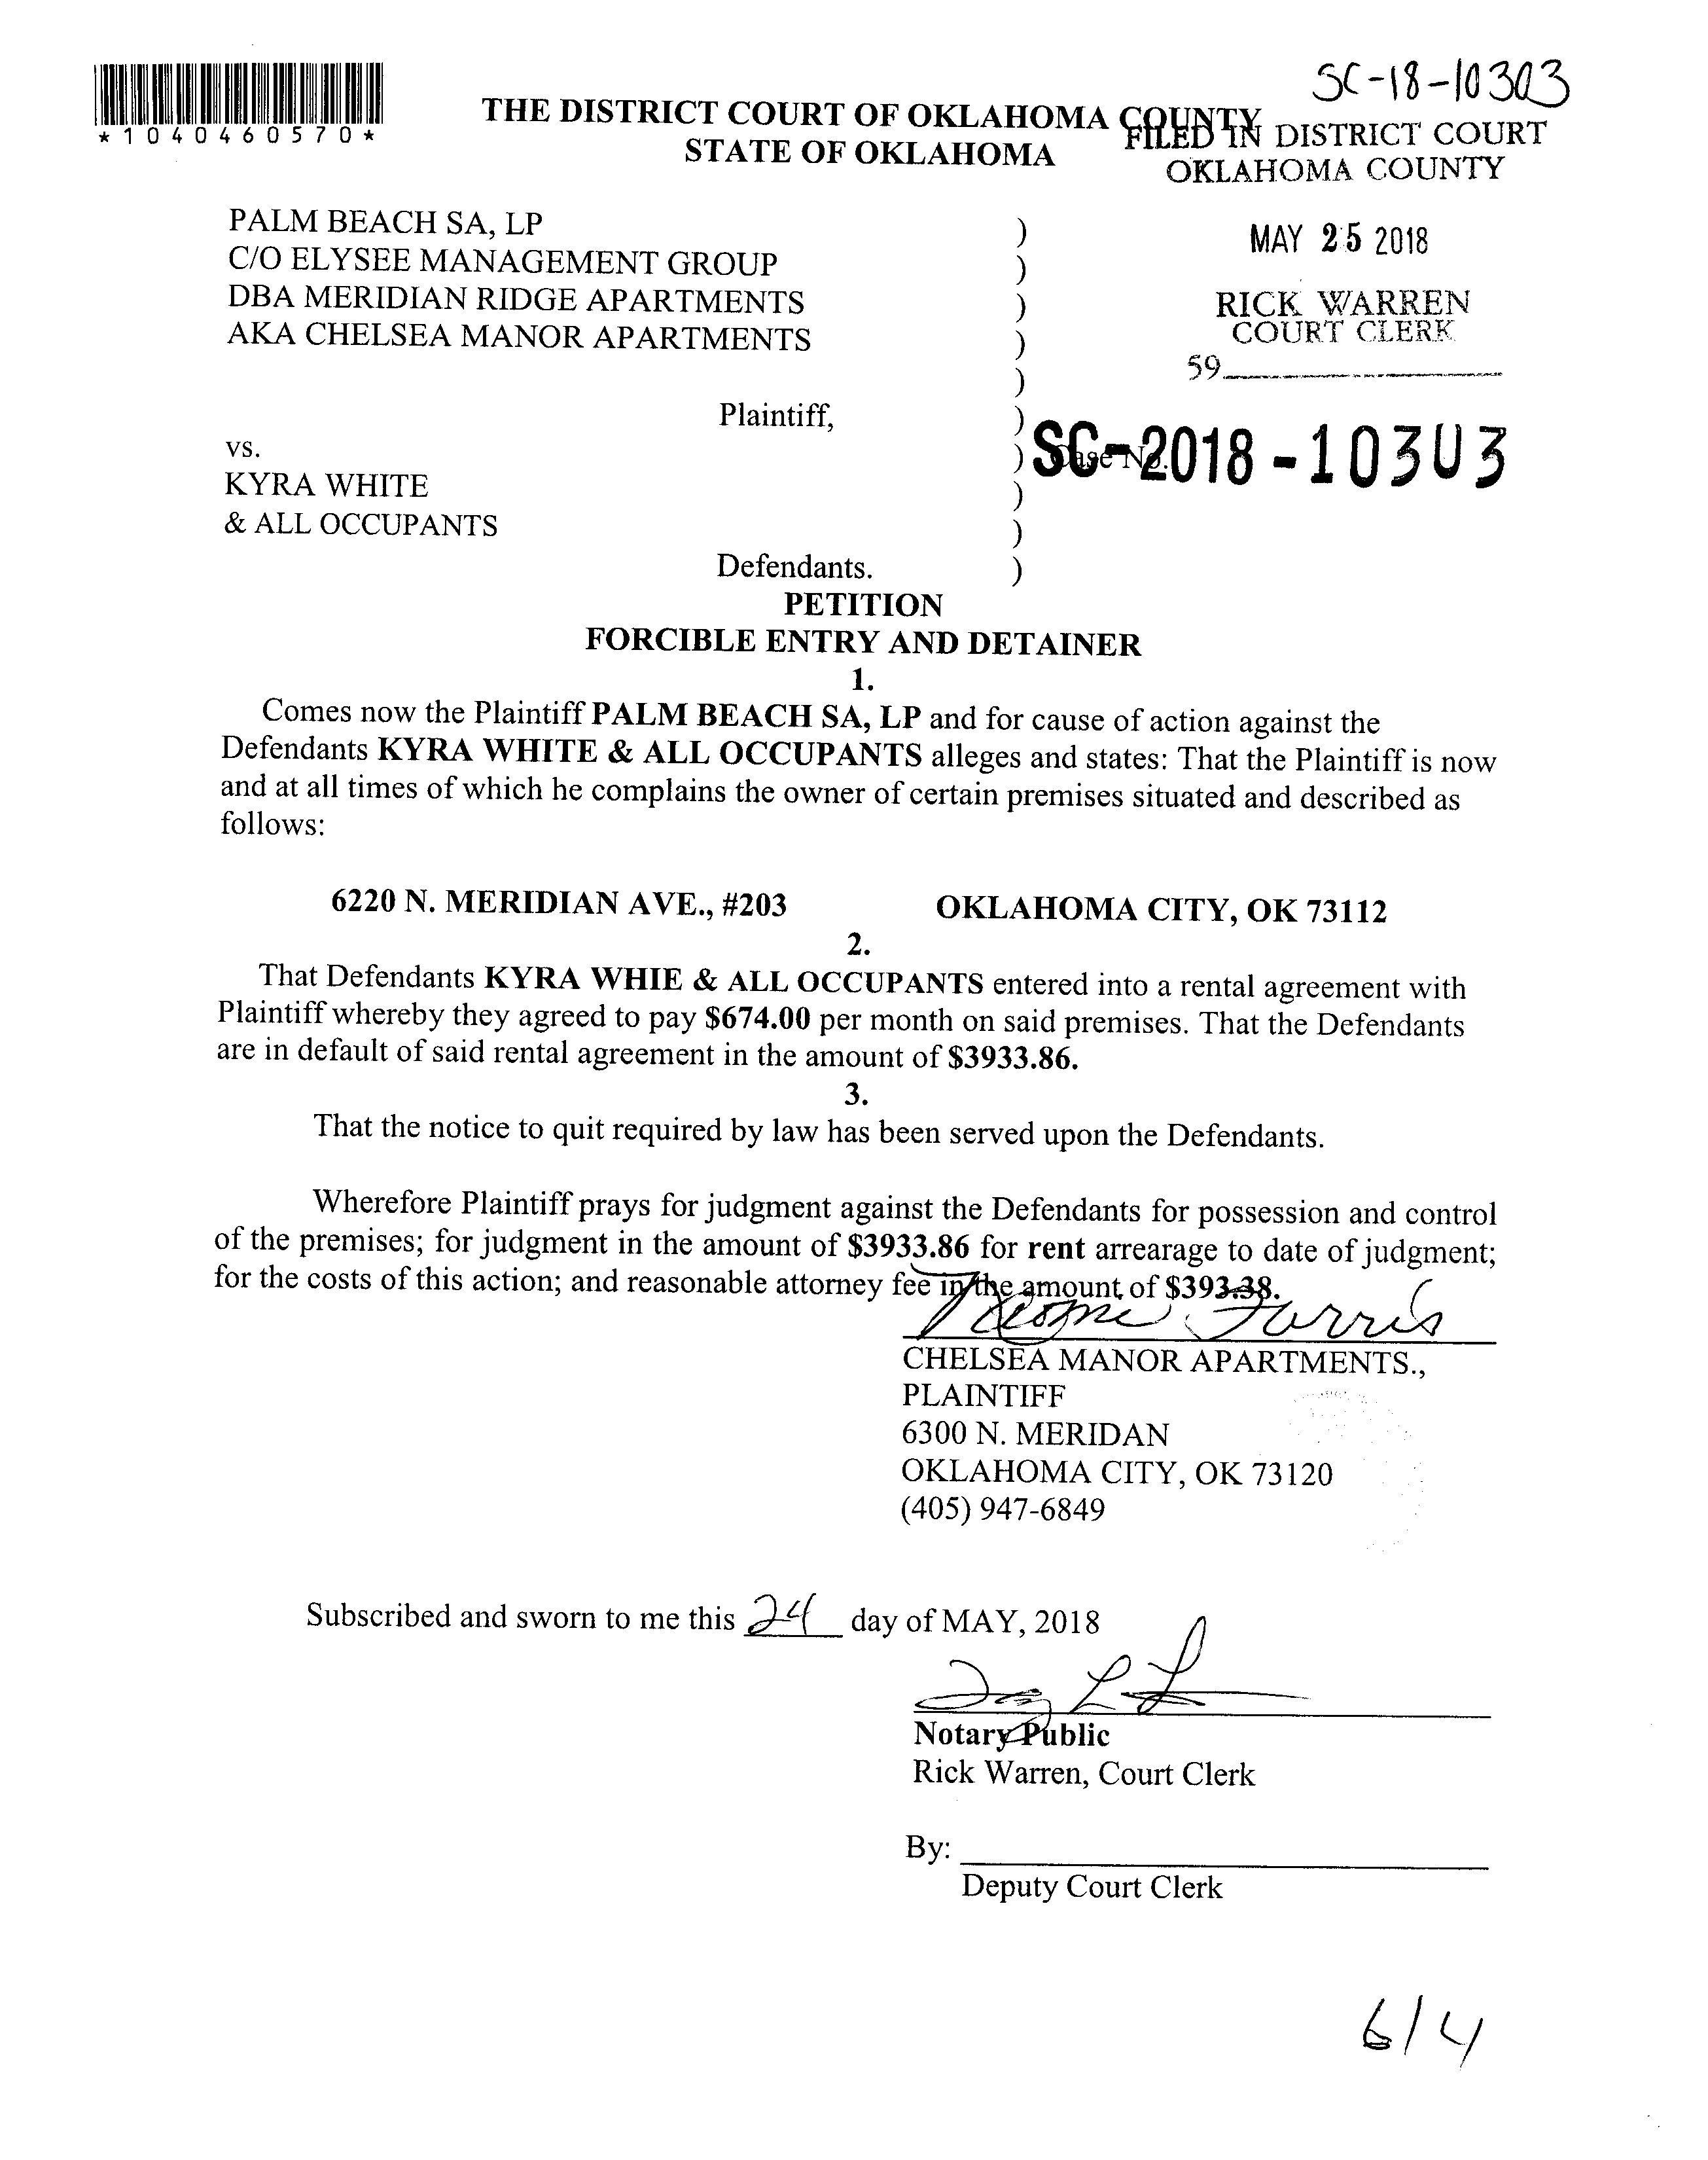 SC-18-10303
*1040460570*
THE DISTRICT COURT OF OKLAHOMA COUNTY
STATE OF OKLAHOMA
FILED IN DISTRICT COURT
OKLAHOMA COUNTY
MAY 25 2018
RICK WARREN
COURT CLERK
59
PALM BEACH SA, LP )
C/O ELYSEE MANAGEMENT GROUP )
DBA MERIDIAN RIDGE APARTMENTS )
AKA CHELSEA MANOR APARTMENTS )
)
Plaintiff, )
vs. ) Case No.
SC-2018-10303
KYRA WHITE )
& ALL OCCUPANTS )
Defendants. )
PETITION
FORCIBLE ENTRY AND DETAINER
1.
Comes now the Plaintiff PALM BEACH SA, LP and for cause of action against the
Defendants KYRA WHITE & ALL OCCUPANTS alleges and states: That the Plaintiff is now
and at all times of which he complains the owner of certain premises situated and described as
follows:
6220 N. MERIDIAN AVE., #203 OKLAHOMA CITY, OK 73112
2.
That Defendants KYRA WHIE & ALL OCCUPANTS entered into a rental agreement with
Plaintiff whereby they agreed to pay $674.00 per month on said premises. That the Defendants
are in default of said rental agreement in the amount of $3933.86.
3.
That the notice to quit required by law has been served upon the Defendants.
Wherefore Plaintiff prays for judgment against the Defendants for possession and control
of the premises; for judgment in the amount of $3933.86 for rent arrearage to date of judgment;
for the costs of this action; and reasonable attorney fee in the amount of $393.38.
CHELSEA MANOR APARTMENTS.,
PLAINTIFF
6300 N. MERIDAN
OKLAHOMA CITY, OK 73120
(405) 947-6849
Subscribed and sworn to me this 24 day of MAY, 2018
Notary Public
Rick Warren, Court Clerk
By:
Deputy Court Clerk
6/4